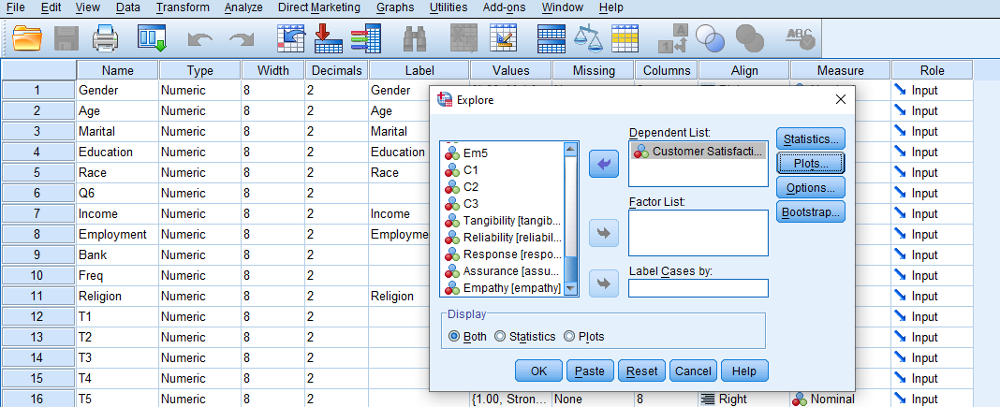 File Edit View Data Transform Analyze Direct Marketing Graphs Utilities Add-ons Window Help
Name Type Width Decimals Label Values Missing Columns Align Measure Role
1 Gender Numeric 8 2 Gender Input
2 Age Numeric 8 2 Age Input
3 Marital Numeric 8 2 Marital Input
4 Education Numeric 8 2 Education Input
5 Race Numeric 8 2 Race Input
6 Q6 Numeric 8 2 Input
7 Income Numeric 8 2 Income Input
8 Employment Numeric 8 2 Employme Input
9 Bank Numeric 8 2 Input
10 Freq Numeric 8 2 Input
11 Religion Numeric 8 2 Religion Input
12 T1 Numeric 8 2 Input
13 T2 Numeric 8 2 Input
14 T3 Numeric 8 2 Input
15 T4 Numeric 8 2 Input
16 T5 Numeric 8 2 {1.00, Stron... None 8 Right Nominal Input
Explore
Em5
C1
C2
C3
Tangibility [tangib...
Reliability [reliabil...
Response [respo...
Assurance [assu...
Empathy [empathy]
Dependent List:
Customer Satisfacti...
Factor List:
Label Cases by:
Statistics...
Plots...
Options...
Bootstrap...
Display
Both Statistics Plots
OK Paste Reset Cancel Help